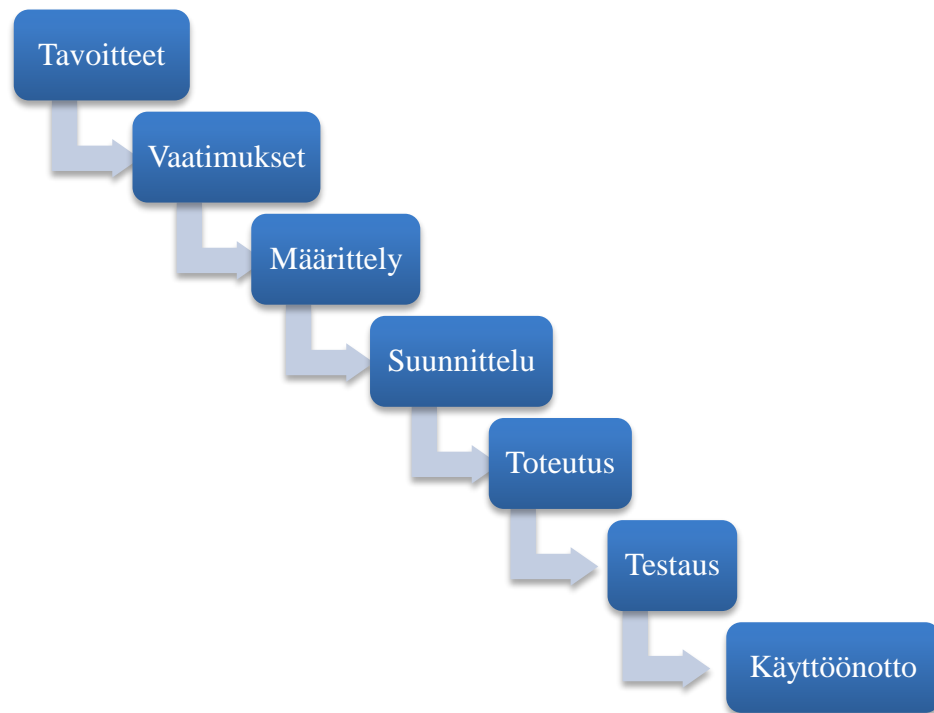 Tavoitteet
Vaatimukset
Määrittely
Suunnittelu
Toteutus
Testaus
Käyttöönotto